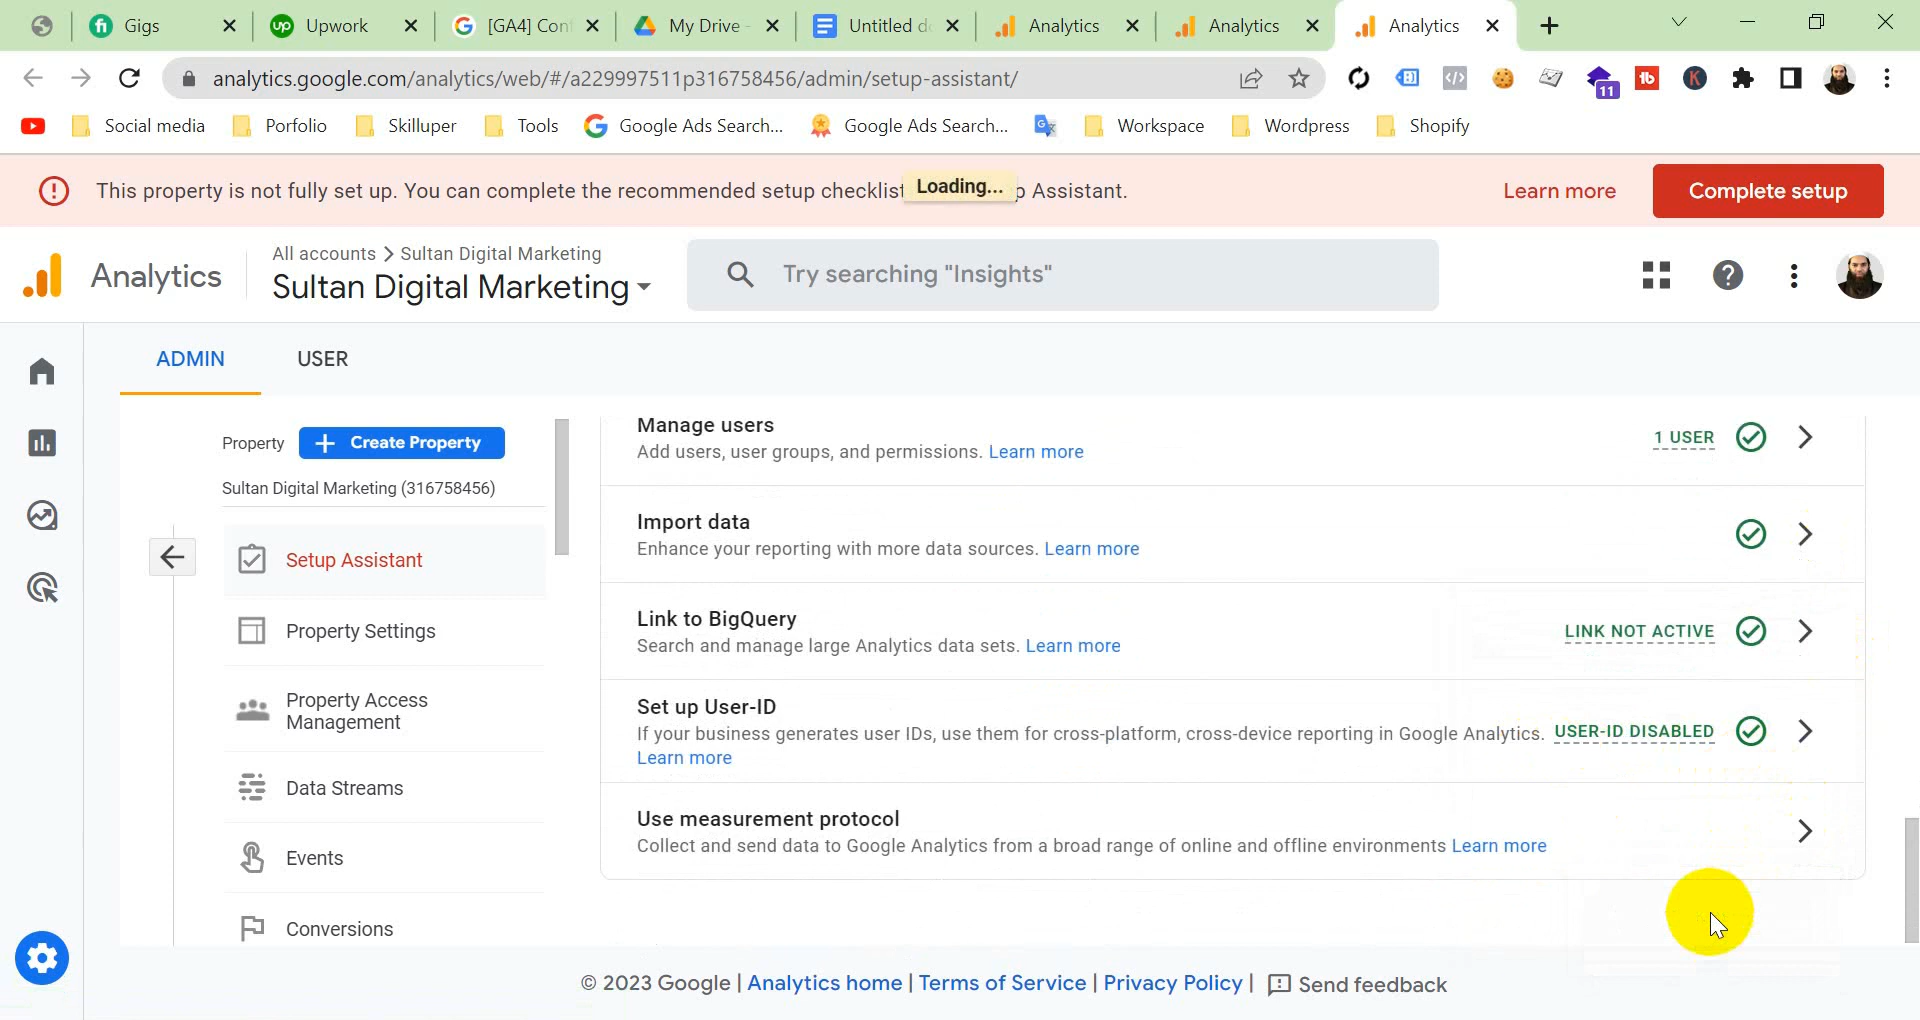 Gigs
Upwork
[GA4] Con
My Drive -
Untitled d
Analytics
Analytics
Analytics
analytics.google.com/analytics/web/#/a229997511p316758456/admin/setup-assistant/
11
Social media
Porfolio
Skilluper
Tools
Google Ads Search...
Google Ads Search...
Workspace
Wordpress
Shopify
This property is not fully set up. You can complete the recommended setup checklist p Assistant.
Loading...
Learn more
Complete setup
Analytics
All accounts > Sultan Digital Marketing
Sultan Digital Marketing
Try searching "Insights"
ADMIN
USER
Property
+ Create Property
Sultan Digital Marketing (316758456)
Setup Assistant
Property Settings
Property Access
Management
Data Streams
Events
Conversions
Manage users
Add users, user groups, and permissions. Learn more
1 USER
Import data
Enhance your reporting with more data sources. Learn more
Link to BigQuery
Search and manage large Analytics data sets. Learn more
LINK NOT ACTIVE
Set up User-ID
If your business generates user IDs, use them for cross-platform, cross-device reporting in Google Analytics.
Learn more
USER-ID DISABLED
Use measurement protocol
Collect and send data to Google Analytics from a broad range of online and offline environments Learn more
© 2023 Google | Analytics home | Terms of Service | Privacy Policy | Send feedback